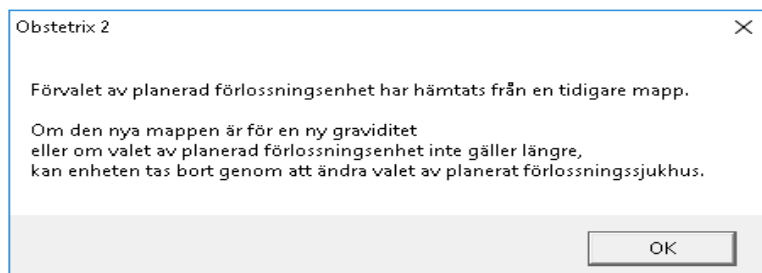 Obstetrix 2
Förvalet av planerad förlossningsenhet har hämtats från en tidigare mapp.
Om den nya mappen är för en ny graviditet
eller om valet av planerad förlossningsenhet inte gäller längre,
kan enheten tas bort genom att ändra valet av planerat förlossningssjukhus.
OK